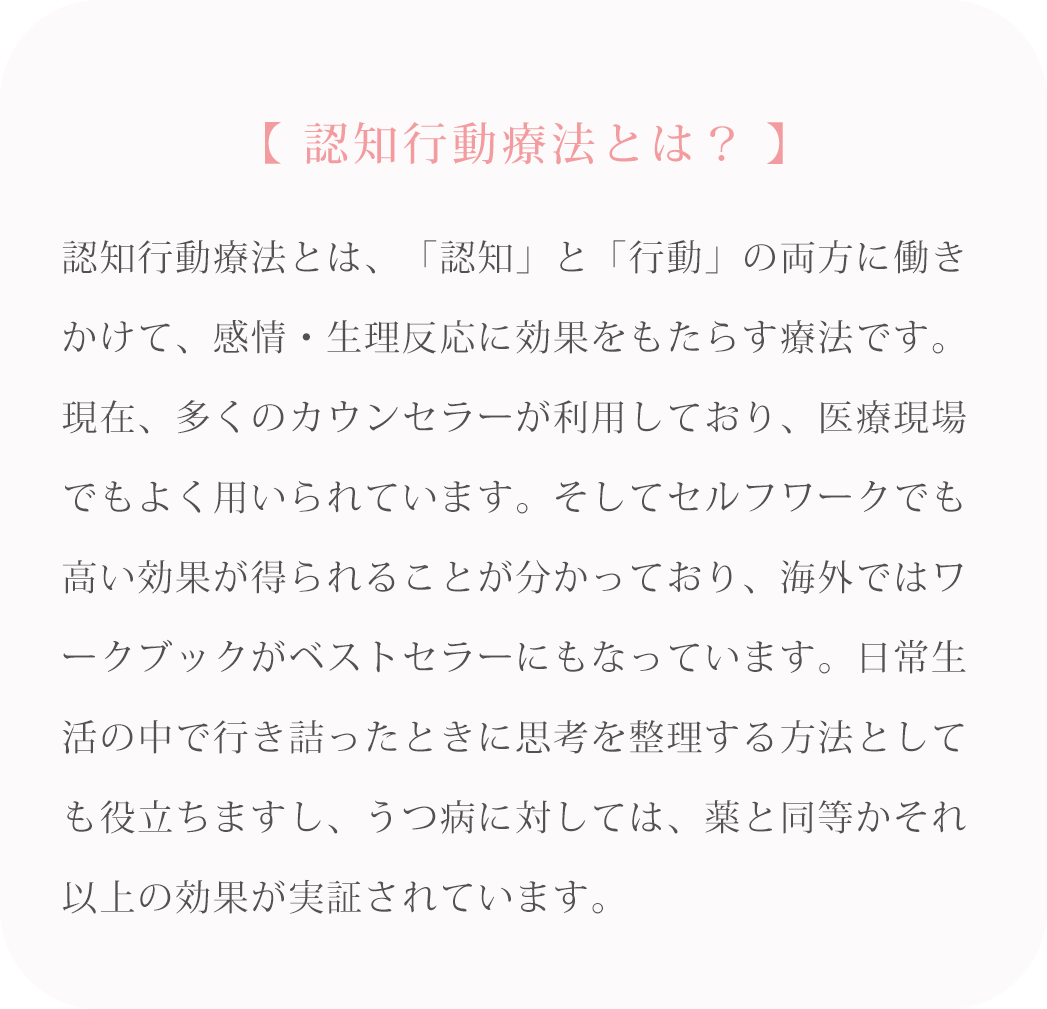 【 認知行動療法とは？ 】
認知行動療法とは、「認知」と「行動」の両方に働き
かけて、感情・生理反応に効果をもたらす療法です。
現在、多くのカウンセラーが利用しており、医療現場
でもよく用いられています。そしてセルフワークでも
高い効果が得られることが分かっており、海外ではワ
ークブックがベストセラーにもなっています。日常生
活の中で行き詰ったときに思考を整理する方法として
も役立ちますし、うつ病に対しては、薬と同等かそれ
以上の効果が実証されています。